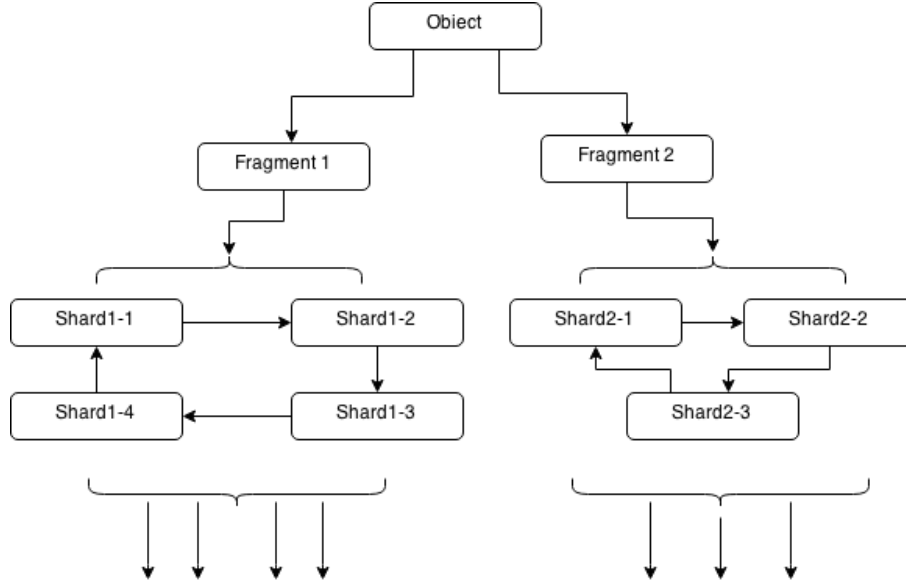 Obiect
Fragment 1
Fragment 2
Shard1-1
Shard1-2
Shard2-1
Shard2-2
Shard1-4
Shard1-3
Shard2-3